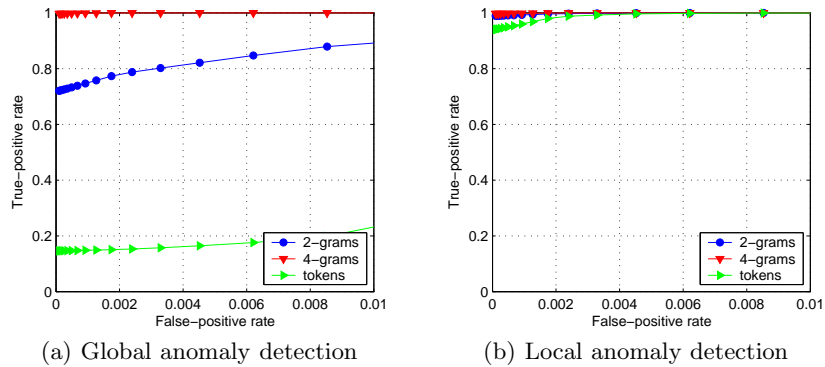 1
0.8
0.6
0.4
0.2
0
0 0.002 0.004 0.006 0.008 0.01
True−positive rate
False−positive rate
2−grams
4−grams
tokens
(a) Global anomaly detection
1
0.8
0.6
0.4
0.2
0
0 0.002 0.004 0.006 0.008 0.01
True−positive rate
False−positive rate
2−grams
4−grams
tokens
(b) Local anomaly detection